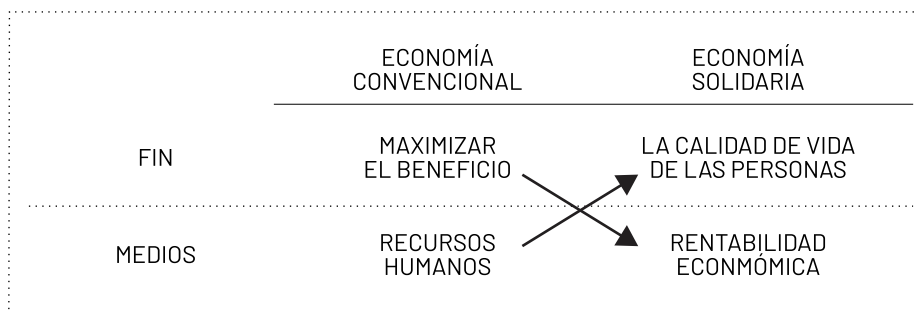 ECONOMÍA
CONVENCIONAL
ECONOMÍA
SOLIDARIA
FIN
MAXIMIZAR
EL BENEFICIO
LA CALIDAD DE VIDA
DE LAS PERSONAS
MEDIOS
RECURSOS
HUMANOS
RENTABILIDAD
ECONMÓMICA